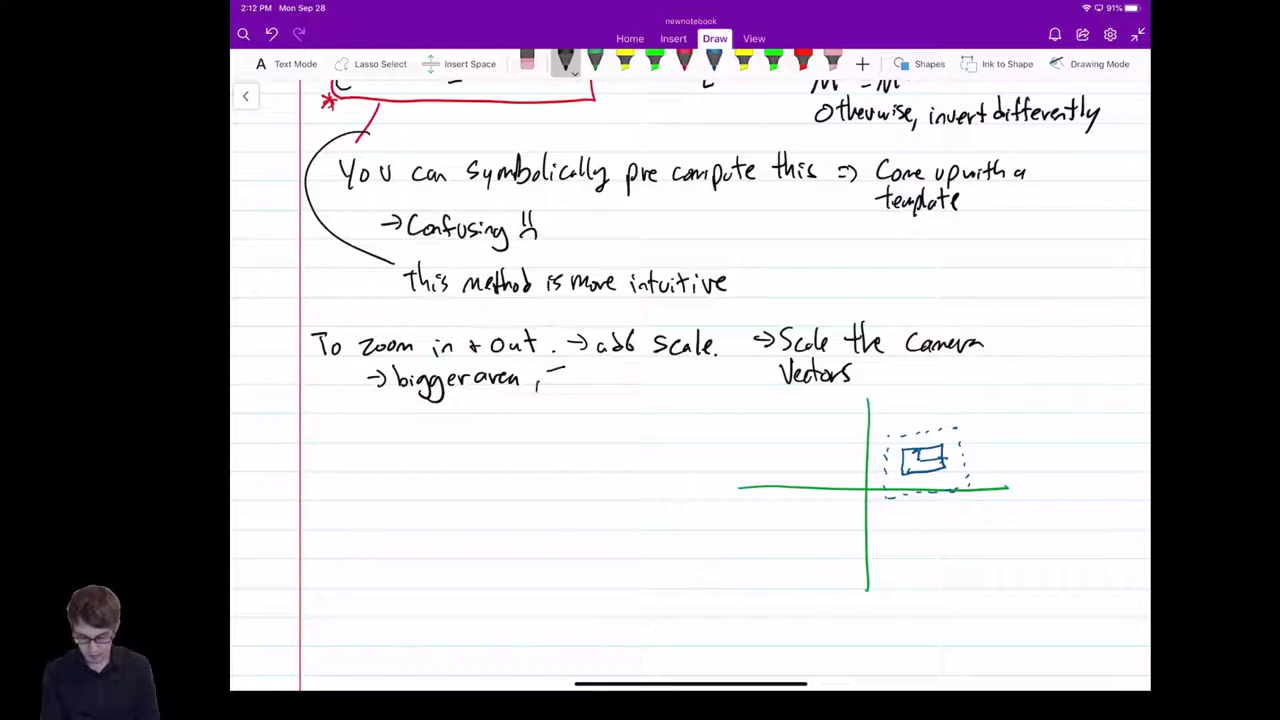 2:12 PM Mon Sep 28
91%
newnotebook
Home Insert Draw View
Text Mode Lasso Select Insert Space Shapes Ink to Shape Drawing Mode
Otherwise, invert differently
You can symbolically pre compute this => Come up with a
template
→ Confusing
this method is more intuitive
To zoom in + out. → add scale. → Scale the camera
vectors
→ bigger area,